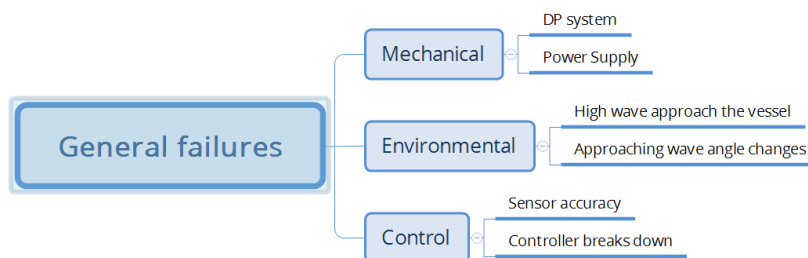 General failures
Mechanical
DP system
Power Supply
Environmental
High wave approach the vessel
Approaching wave angle changes
Control
Sensor accuracy
Controller breaks down